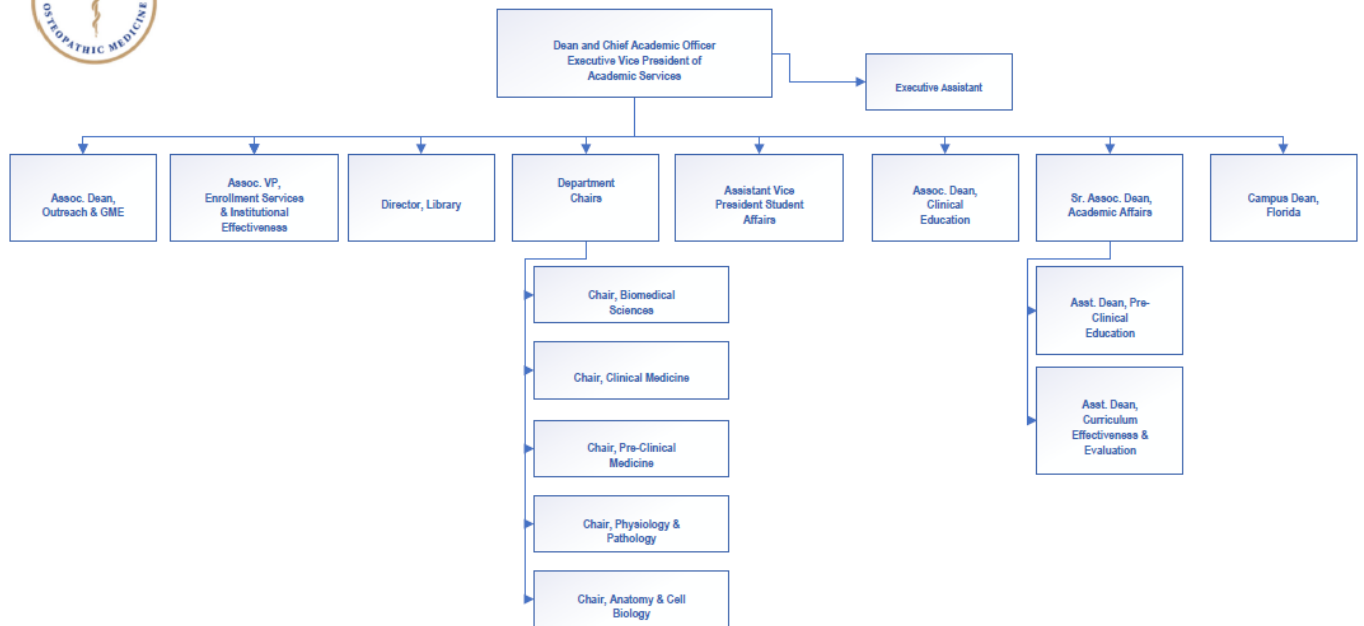 OSTEOPATHIC MEDICINE
Dean and Chief Academic Officer
Executive Vice President of
Academic Services
Executive Assistant
Assoc. Dean,
Outreach & GME
Assoc. VP,
Enrollment Services
& Institutional
Effectiveness
Director, Library
Department
Chairs
Assistant Vice
President Student
Affairs
Assoc. Dean,
Clinical
Education
Sr. Assoc. Dean,
Academic Affairs
Campus Dean,
Florida
Chair, Biomedical
Sciences
Chair, Clinical Medicine
Chair, Pre-Clinical
Medicine
Chair, Physiology &
Pathology
Chair, Anatomy & Cell
Biology
Asst. Dean, Pre-
Clinical
Education
Asst. Dean,
Curriculum
Effectiveness &
Evaluation